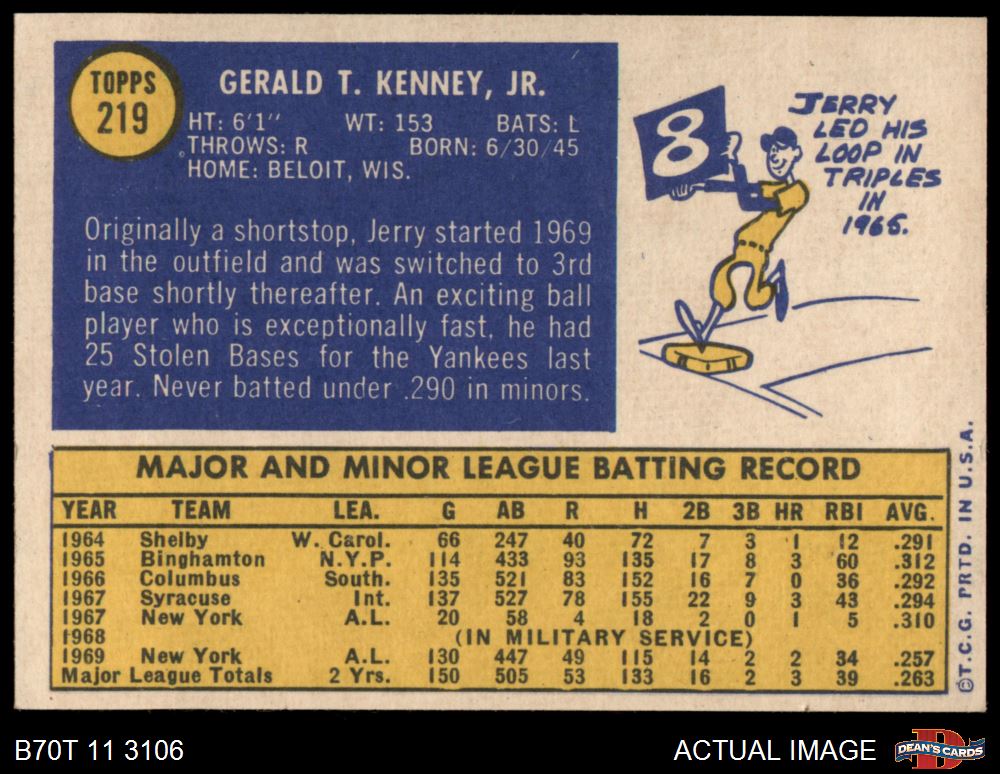 TOPPS
219
GERALD T. KENNEY, JR.
HT: 6'1" WT: 153 BATS: L
THROWS: R BORN: 6/30/45
HOME: BELOIT, WIS.
Originally a shortstop, Jerry started 1969
in the outfield and was switched to 3rd
base shortly thereafter. An exciting ball
player who is exceptionally fast, he had
25 Stolen Bases for the Yankees last
year. Never batted under .290 in minors.
8
JERRY
LED HIS
LOOP IN
TRIPLES
IN
1965.
MAJOR AND MINOR LEAGUE BATTING RECORD
YEAR TEAM LEA. G AB R H 2B 3B HR RBI AVG.
1964 Shelby W. Carol. 66 247 40 72 7 3 1 12 .291
1965 Binghamton N.Y.P. 114 433 93 135 17 8 3 60 .312
1966 Columbus South. 135 521 83 152 16 7 0 36 .292
1967 Syracuse Int. 137 527 78 155 22 9 3 43 .294
1967 New York A.L. 20 58 4 18 2 0 1 5 .310
1968 (IN MILITARY SERVICE)
1969 New York A.L. 130 447 49 115 14 2 2 34 .257
Major League Totals 2 Yrs. 150 505 53 133 16 2 3 39 .263
©T.C.G. PRTD. IN U.S.A.
B70T 11 3106
ACTUAL IMAGE
D
DEAN'S CARDS